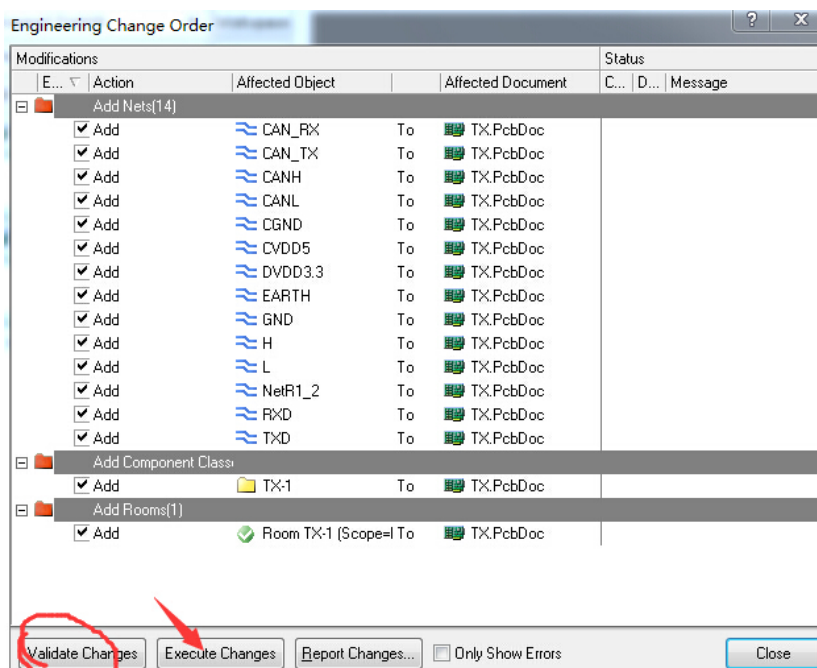 Engineering Change Order
? X
Modifications Status
E... Action Affected Object Affected Document C... D... Message
Add Nets(14)
Add CAN_RX To TX.PcbDoc
Add CAN_TX To TX.PcbDoc
Add CANH To TX.PcbDoc
Add CANL To TX.PcbDoc
Add CGND To TX.PcbDoc
Add CVDD5 To TX.PcbDoc
Add DVDD3.3 To TX.PcbDoc
Add EARTH To TX.PcbDoc
Add GND To TX.PcbDoc
Add H To TX.PcbDoc
Add L To TX.PcbDoc
Add NetR1_2 To TX.PcbDoc
Add RXD To TX.PcbDoc
Add TXD To TX.PcbDoc
Add Component Class
Add TX-1 To TX.PcbDoc
Add Rooms(1)
Add Room TX-1 (Scope=I To TX.PcbDoc
Validate Changes Execute Changes Report Changes... Only Show Errors Close